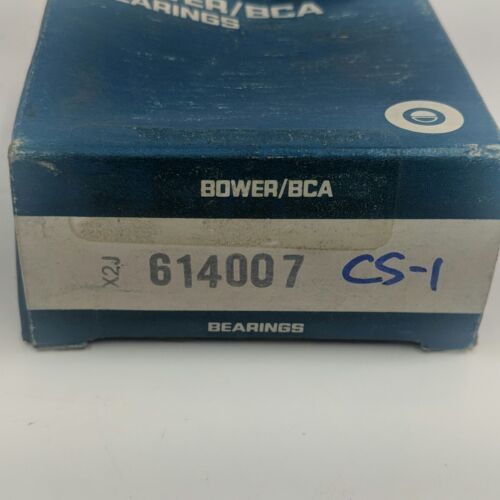 BOWER/BCA
BEARINGS
BOWER/BCA
X2J 614007 CS-1
BEARINGS